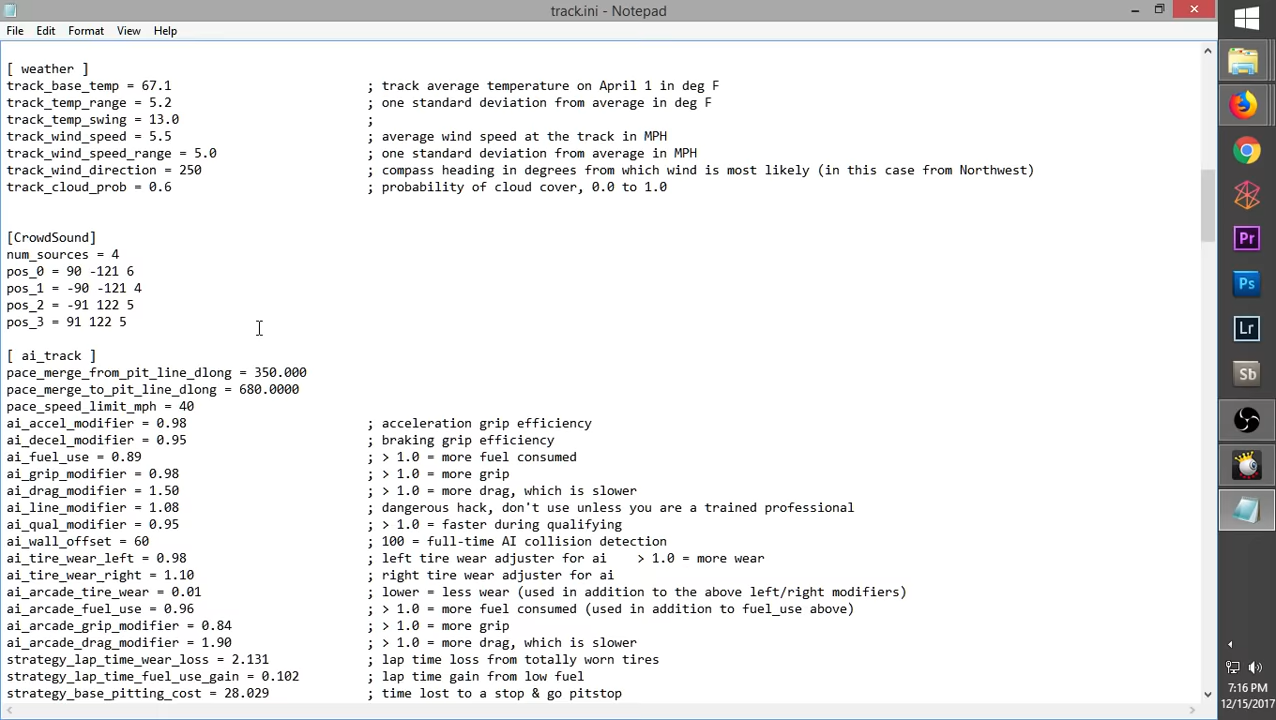 track.ini - Notepad
File Edit Format View Help
[ weather ]
track_base_temp = 67.1 ; track average temperature on April 1 in deg F
track_temp_range = 5.2 ; one standard deviation from average in deg F
track_temp_swing = 13.0 ;
track_wind_speed = 5.5 ; average wind speed at the track in MPH
track_wind_speed_range = 5.0 ; one standard deviation from average in MPH
track_wind_direction = 250 ; compass heading in degrees from which wind is most likely (in this case from Northwest)
track_cloud_prob = 0.6 ; probability of cloud cover, 0.0 to 1.0
[CrowdSound]
num_sources = 4
pos_0 = 90 -121 6
pos_1 = -90 -121 4
pos_2 = -91 122 5
pos_3 = 91 122 5
[ ai_track ]
pace_merge_from_pit_line_dlong = 350.000
pace_merge_to_pit_line_dlong = 680.0000
pace_speed_limit_mph = 40
ai_accel_modifier = 0.98 ; acceleration grip efficiency
ai_decel_modifier = 0.95 ; braking grip efficiency
ai_fuel_use = 0.89 ; > 1.0 = more fuel consumed
ai_grip_modifier = 0.98 ; > 1.0 = more grip
ai_drag_modifier = 1.50 ; > 1.0 = more drag, which is slower
ai_line_modifier = 1.08 ; dangerous hack, don't use unless you are a trained professional
ai_qual_modifier = 0.95 ; > 1.0 = faster during qualifying
ai_wall_offset = 60 ; 100 = full-time AI collision detection
ai_tire_wear_left = 0.98 ; left tire wear adjuster for ai > 1.0 = more wear
ai_tire_wear_right = 1.10 ; right tire wear adjuster for ai
ai_arcade_tire_wear = 0.01 ; lower = less wear (used in addition to the above left/right modifiers)
ai_arcade_fuel_use = 0.96 ; > 1.0 = more fuel consumed (used in addition to fuel_use above)
ai_arcade_grip_modifier = 0.84 ; > 1.0 = more grip
ai_arcade_drag_modifier = 1.90 ; > 1.0 = more drag, which is slower
strategy_lap_time_wear_loss = 2.131 ; lap time loss from totally worn tires
strategy_lap_time_fuel_use_gain = 0.102 ; lap time gain from low fuel
strategy_base_pitting_cost = 28.029 ; time lost to a stop & go pitstop
Pr
Ps
Lr
Sb
7:16 PM
12/15/2017